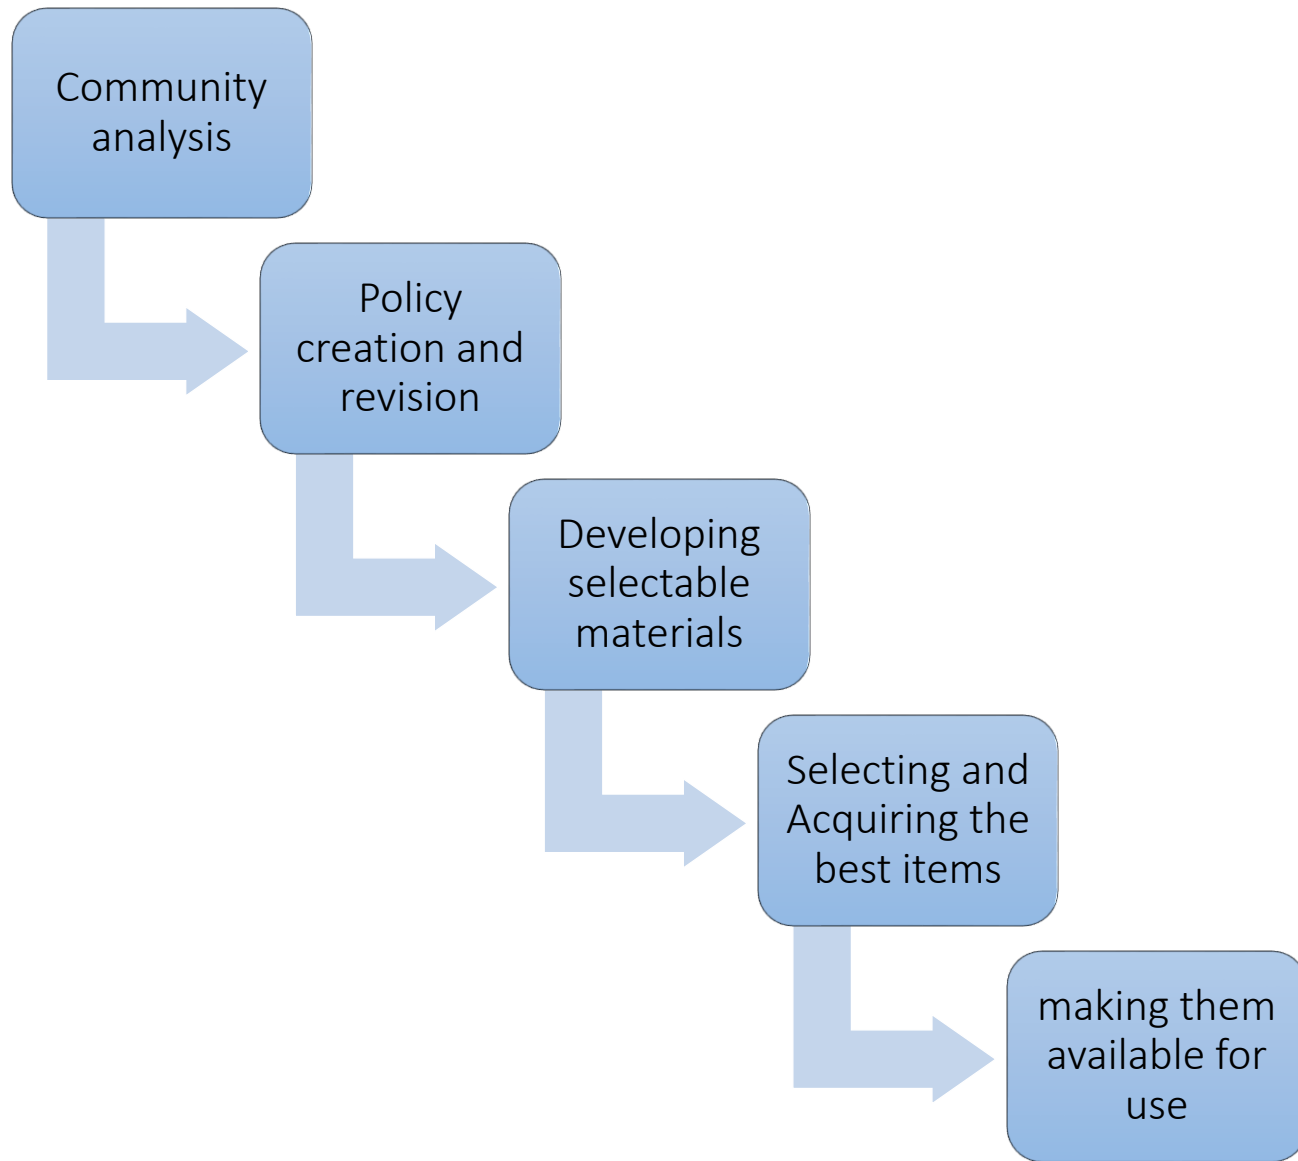 Community
analysis
Policy
creation and
revision
Developing
selectable
materials
Selecting and
Acquiring the
best items
making them
available for
use